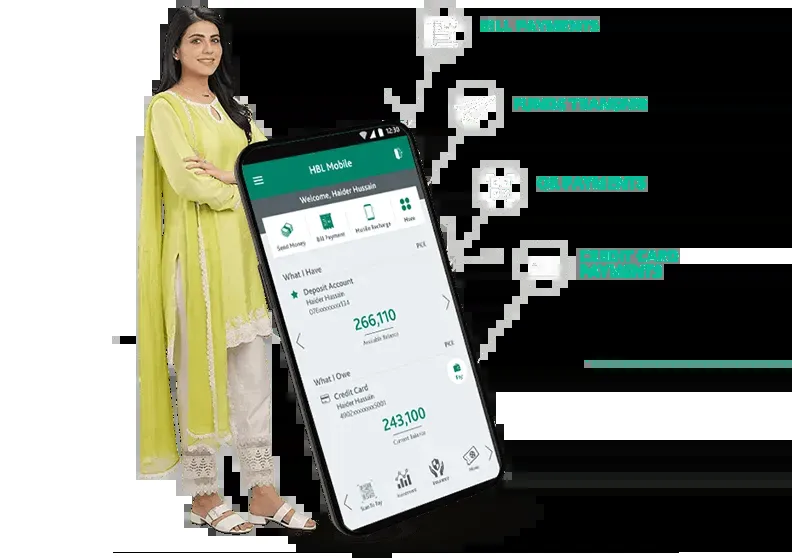 BILL PAYMENTS
FUNDS TRANSFER
QR PAYMENTS
CREDIT CARD
PAYMENTS
12:30
HBL Mobile
Welcome, Haider Hussain
Send Money
Bill Payment
Mobile Recharge
More
What I Have
PKR
Deposit Account
Haider Hussain
266,110
Available Balance
What I Owe
PKR
Credit Card
Haider Hussain
Pay
243,100
Current Balance
Scan To Pay
Investment
Insurance